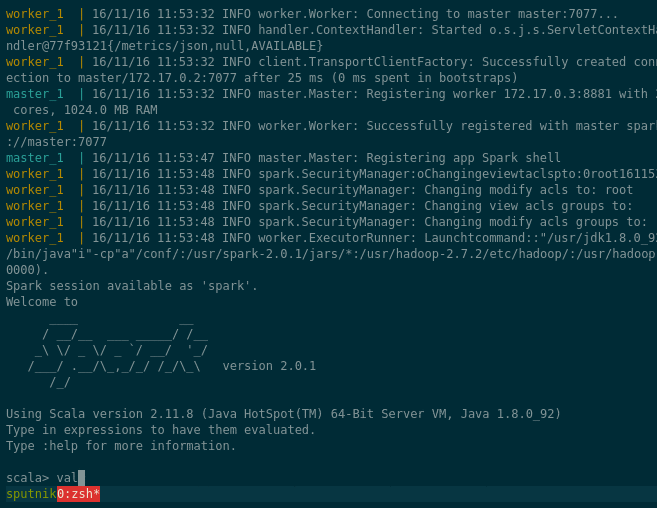 worker_1  | 16/11/16 11:53:32 INFO worker.Worker: Connecting to master master:7077...
worker_1  | 16/11/16 11:53:32 INFO handler.ContextHandler: Started o.s.j.s.ServletContextHa
ndler@77f93121{/metrics/json,null,AVAILABLE}
worker_1  | 16/11/16 11:53:32 INFO client.TransportClientFactory: Successfully created conn
ection to master/172.17.0.2:7077 after 25 ms (0 ms spent in bootstraps)
master_1  | 16/11/16 11:53:32 INFO master.Master: Registering worker 172.17.0.3:8881 with
 cores, 1024.0 MB RAM
worker_1  | 16/11/16 11:53:32 INFO worker.Worker: Successfully registered with master spark
://master:7077
master_1  | 16/11/16 11:53:47 INFO master.Master: Registering app Spark shell
worker_1  | 16/11/16 11:53:48 INFO spark.SecurityManager:oChangingeviewtaclspto:0root16115
worker_1  | 16/11/16 11:53:48 INFO spark.SecurityManager: Changing modify acls to: root
worker_1  | 16/11/16 11:53:48 INFO spark.SecurityManager: Changing view acls groups to:
worker_1  | 16/11/16 11:53:48 INFO spark.SecurityManager: Changing modify acls groups to:
worker_1  | 16/11/16 11:53:48 INFO worker.ExecutorRunner: Launchtcommand::"/usr/jdk1.8.0_92
/bin/java"i"-cp"a"/conf/:/usr/spark-2.0.1/jars/*:/usr/hadoop-2.7.2/etc/hadoop/:/usr/hadoop
0000).
Spark session available as 'spark'.
Welcome to
      ____              __
     / __/__  ___ _____/ /__
    _\ \/ _ \/ _ `/ __/  '_/
   /___/ .__/\_,_/_/ /_/\_\   version 2.0.1
      /_/
Using Scala version 2.11.8 (Java HotSpot(TM) 64-Bit Server VM, Java 1.8.0_92)
Type in expressions to have them evaluated.
Type :help for more information.
scala> val
sputnik 0:zsh*